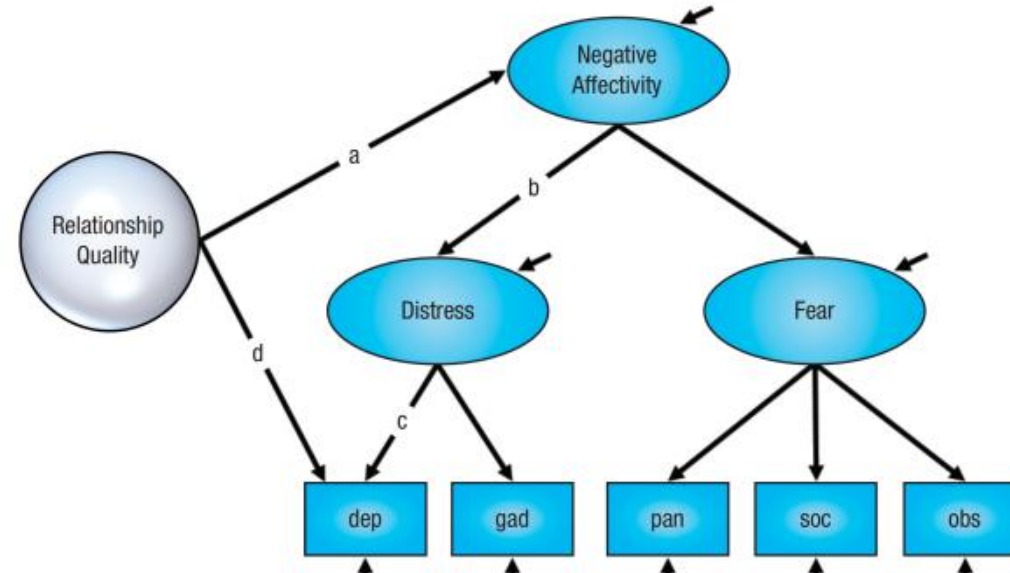 Negative
Affectivity
a
b
Relationship
Quality
Distress
Fear
d
c
dep
gad
pan
soc
obs